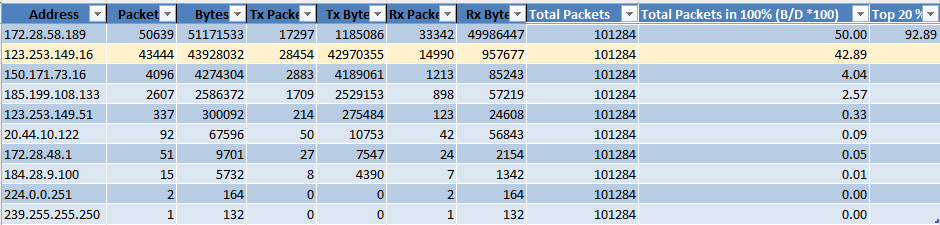 Address Packet Bytes Tx Packe Tx Byte Rx Packe Rx Byte Total Packets Total Packets in 100% (B/D *100) Top 20 %
172.28.58.189 50639 51171533 17297 1185086 33342 49986447 101284 50.00 92.89
123.253.149.16 43444 43928032 28454 42970355 14990 957677 101284 42.89
150.171.73.16 4096 4274304 2883 4189061 1213 85243 101284 4.04
185.199.108.133 2607 2586372 1709 2529153 898 57219 101284 2.57
123.253.149.51 337 300092 214 275484 123 24608 101284 0.33
20.44.10.122 92 67596 50 10753 42 56843 101284 0.09
172.28.48.1 51 9701 27 7547 24 2154 101284 0.05
184.28.9.100 15 5732 8 4390 7 1342 101284 0.01
224.0.0.251 2 164 0 0 2 164 101284 0.00
239.255.255.250 1 132 0 0 1 132 101284 0.00